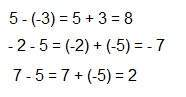 5 - (-3) = 5 + 3 = 8
- 2 - 5 = (-2) + (-5) = - 7
7 - 5 = 7 + (-5) = 2